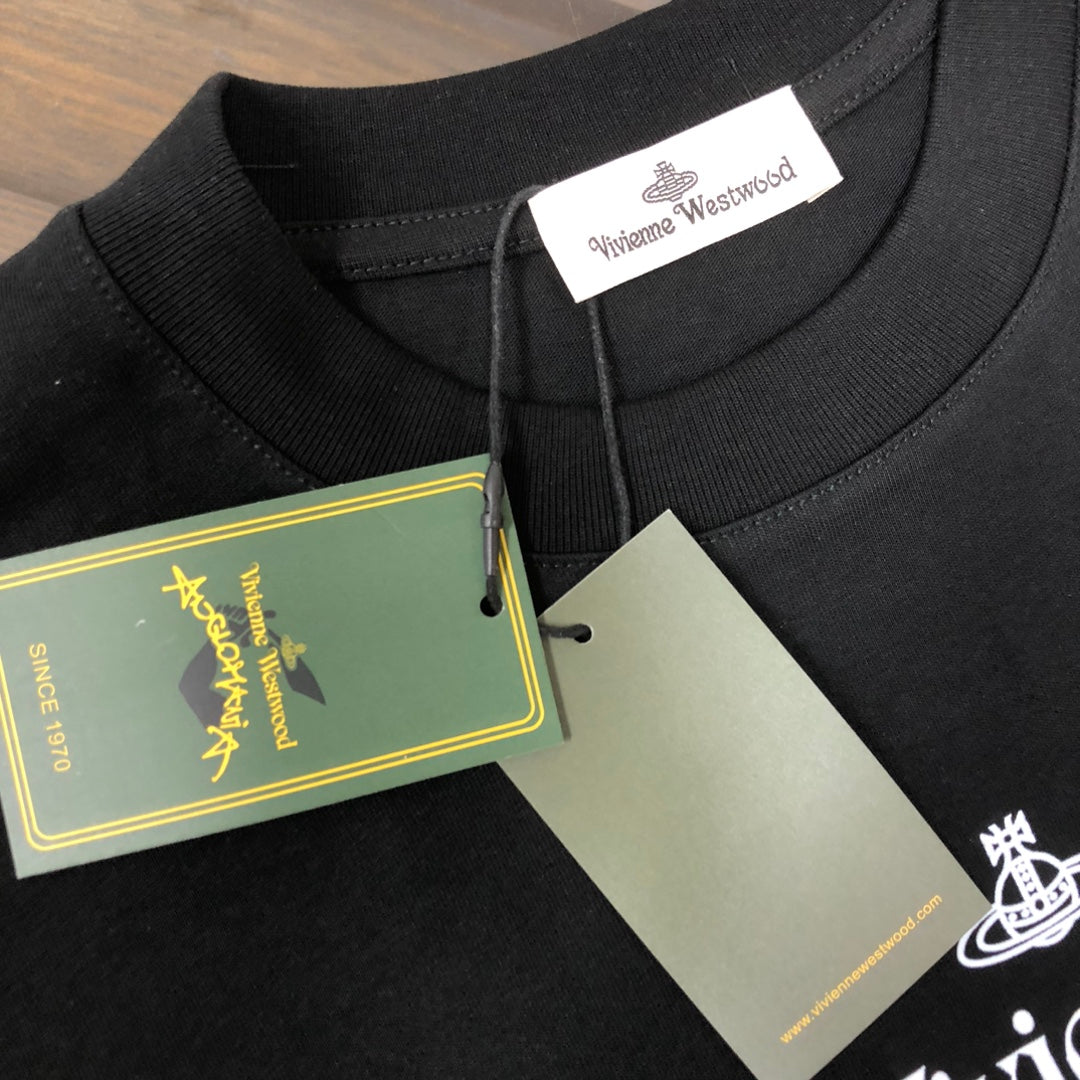 Vivienne Westwood
Vivienne Westwood
ANGLOMANIA
SINCE 1970
www.viviennewestwood.com